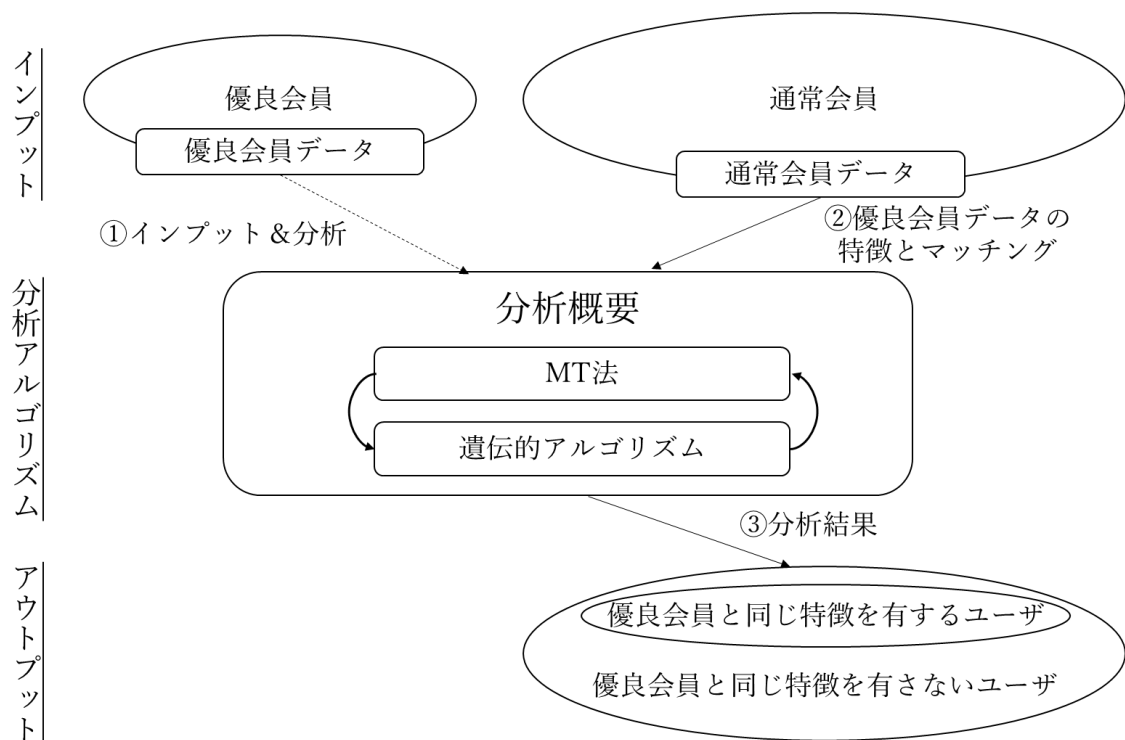 インプット
優良会員
通常会員
優良会員データ
通常会員データ
①インプット＆分析
②優良会員データの
特徴とマッチング
分析アルゴリズム
分析概要
MT法
遺伝的アルゴリズム
③分析結果
アウトプット
優良会員と同じ特徴を有するユーザ
優良会員と同じ特徴を有さないユーザ